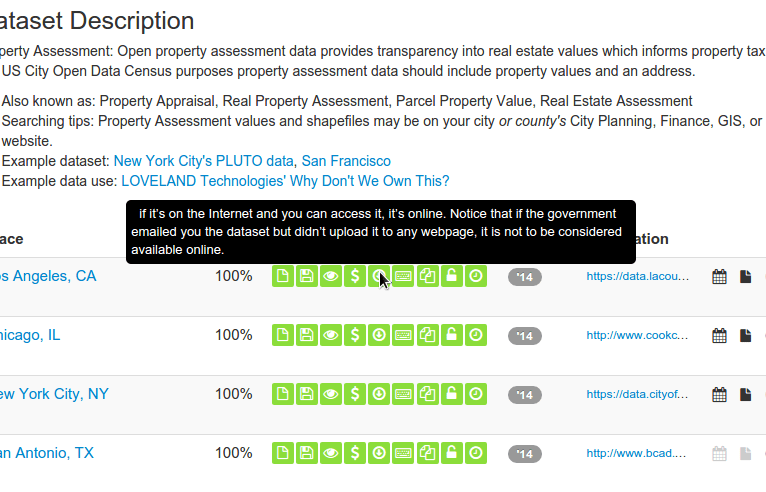 ataset Description
perty Assessment: Open property assessment data provides transparency into real estate values which informs property tax
US City Open Data Census purposes property assessment data should include property values and an address.
Also known as: Property Appraisal, Real Property Assessment, Parcel Property Value, Real Estate Assessment
Searching tips: Property Assessment values and shapefiles may be on your city or county's City Planning, Finance, GIS, or
website.
Example dataset: New York City's PLUTO data, San Francisco
Example data use: LOVELAND Technologies' Why Don't We Own This?
if it's on the Internet and you can access it, it's online. Notice that if the government
emailed you the dataset but didn't upload it to any webpage, it is not to be considered
available online.
ace ation
os Angeles, CA 100% $ '14 https://data.lacou...
hicago, IL 100% $ '14 http://www.cookc...
ew York City, NY 100% $ '14 https://data.cityof...
an Antonio, TX 100% $ '14 http://www.bcad....